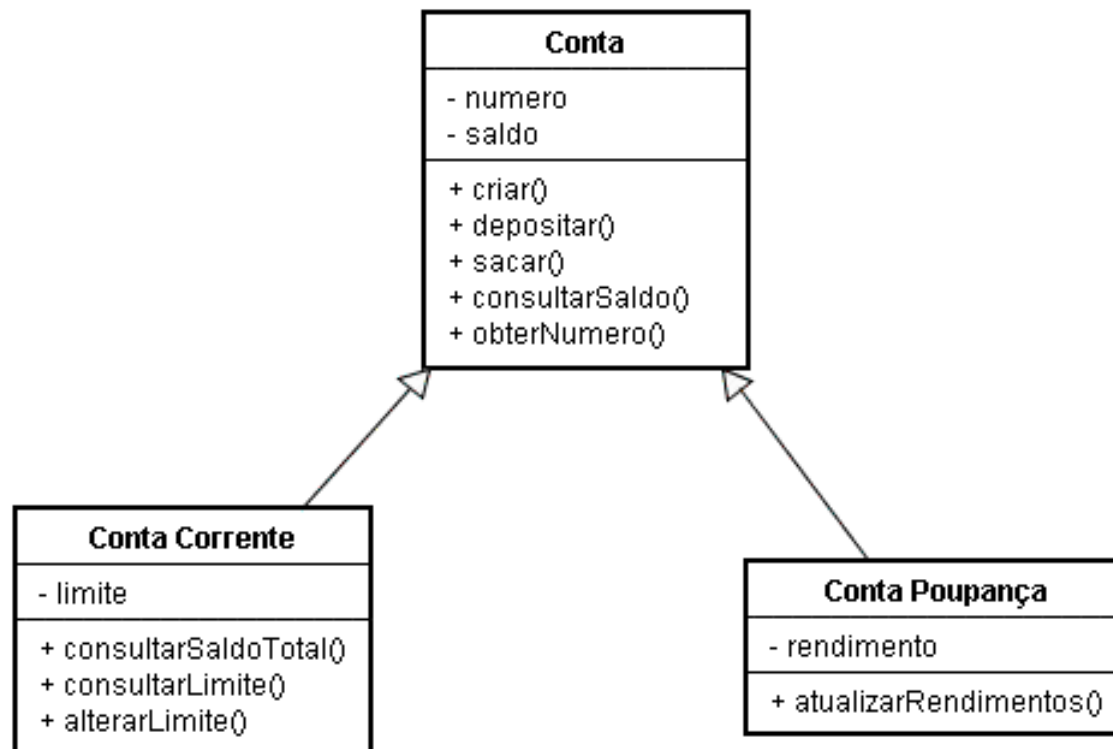 Conta
- numero
- saldo
+ criar()
+ depositar()
+ sacar()
+ consultarSaldo()
+ obterNumero()
Conta Corrente
- limite
+ consultarSaldoTotal()
+ consultarLimite()
+ alterarLimite()
Conta Poupança
- rendimento
+ atualizarRendimentos()